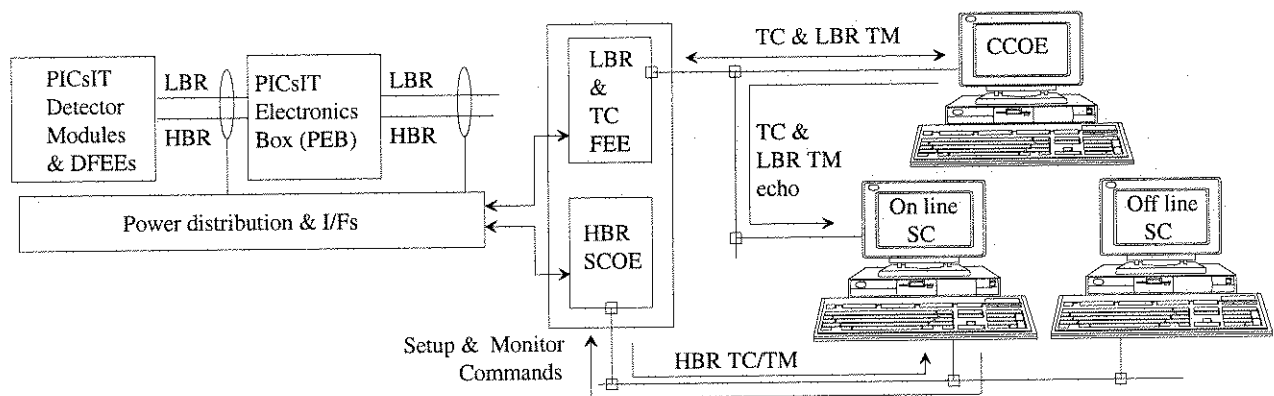 PICsIT
Detector
Modules
& DFEEs
LBR
HBR
PICsIT
Electronics
Box (PEB)
LBR
HBR
Power distribution & I/Fs
LBR
&
TC
FEE
HBR
SCOE
TC & LBR TM
CCOE
TC &
LBR TM
echo
On line
SC
Off line
SC
Setup & Monitor
Commands
HBR TC/TM